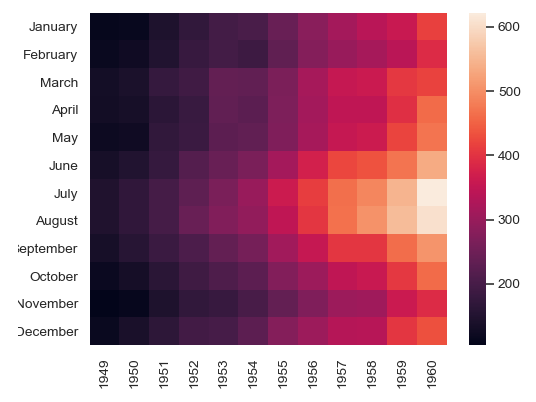 January
February
March
April
May
June
July
August
September
October
November
December
1949 1950 1951 1952 1953 1954 1955 1956 1957 1958 1959 1960
600
500
400
300
200